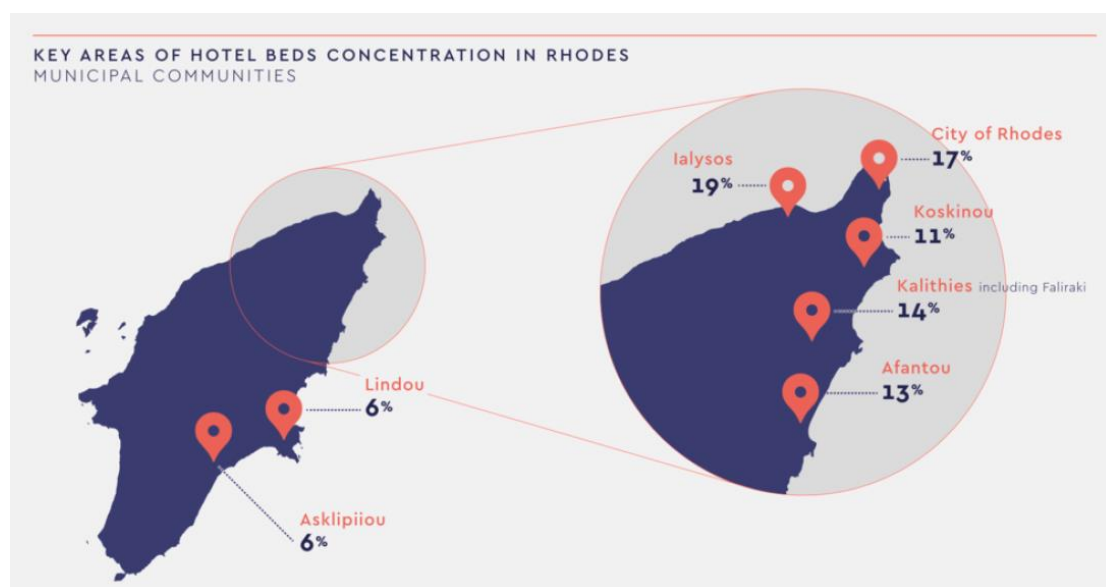 KEY AREAS OF HOTEL BEDS CONCENTRATION IN RHODES
MUNICIPAL COMMUNITIES
City of Rhodes
17%
Ialysos
19%
Koskinou
11%
Kalithies including Faliraki
14%
Afantou
13%
Lindou
6%
Asklipiiou
6%